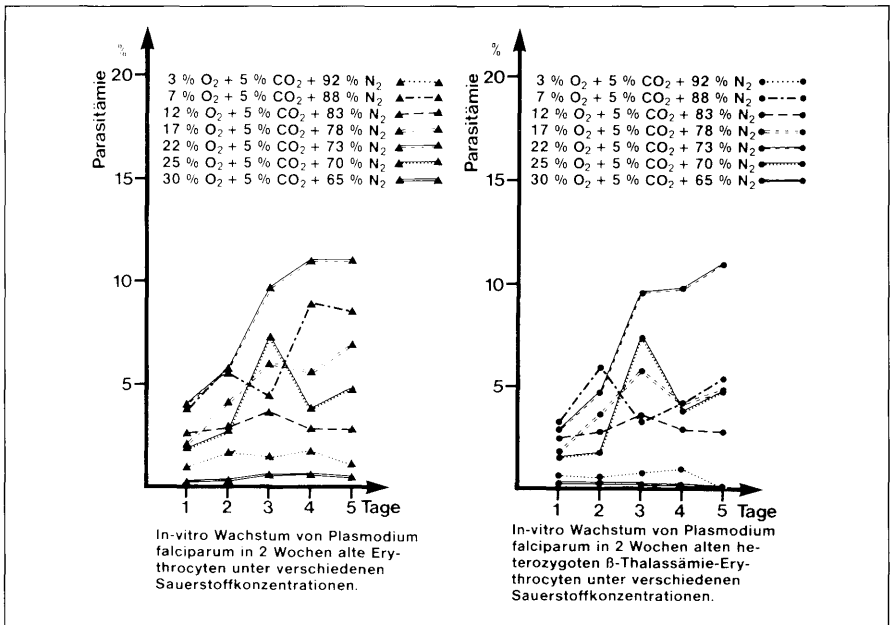 %
20
15
10
5
Parasitämie
3 % O₂ + 5 % CO₂ + 92 % N₂
7 % O₂ + 5 % CO₂ + 88 % N₂
12 % O₂ + 5 % CO₂ + 83 % N₂
17 % O₂ + 5 % CO₂ + 78 % N₂
22 % O₂ + 5 % CO₂ + 73 % N₂
25 % O₂ + 5 % CO₂ + 70 % N₂
30 % O₂ + 5 % CO₂ + 65 % N₂
1 2 3 4 5 Tage
In-vitro Wachstum von Plasmodium
falciparum in 2 Wochen alte Ery-
throcyten unter verschiedenen
Sauerstoffkonzentrationen.
%
20
15
10
5
Parasitämie
3 % O₂ + 5 % CO₂ + 92 % N₂
7 % O₂ + 5 % CO₂ + 88 % N₂
12 % O₂ + 5 % CO₂ + 83 % N₂
17 % O₂ + 5 % CO₂ + 78 % N₂
22 % O₂ + 5 % CO₂ + 73 % N₂
25 % O₂ + 5 % CO₂ + 70 % N₂
30 % O₂ + 5 % CO₂ + 65 % N₂
1 2 3 4 5 Tage
In-vitro Wachstum von Plasmodium
falciparum in 2 Wochen alten he-
terozygoten ß-Thalassämie-Ery-
throcyten unter verschiedenen
Sauerstoffkonzentrationen.